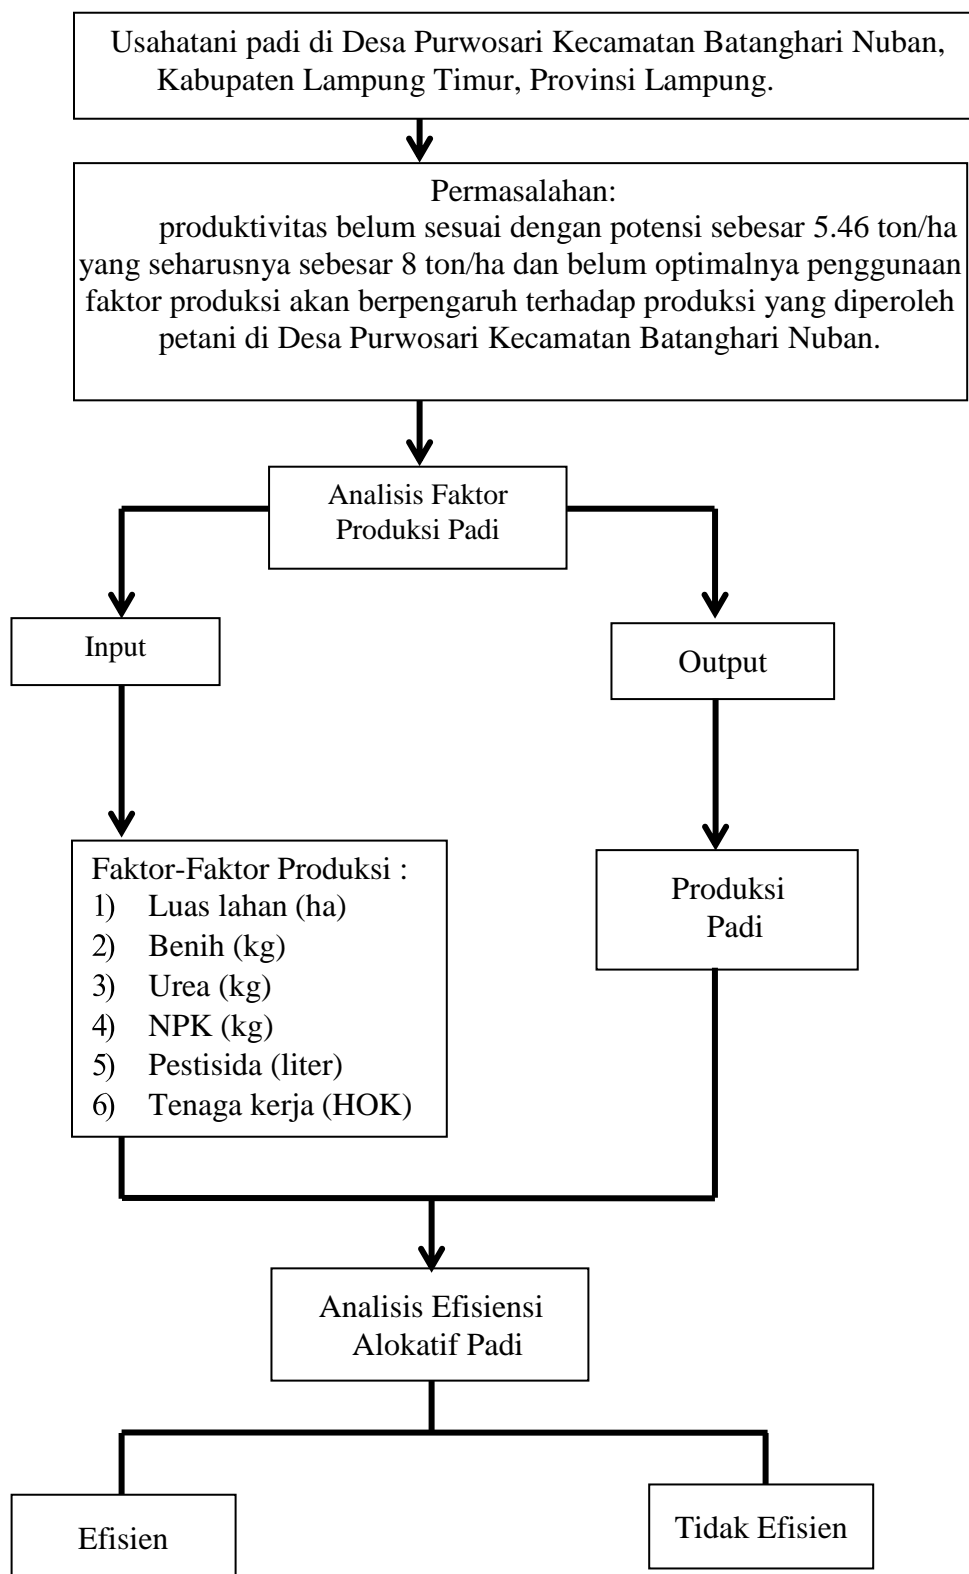 Usahatani padi di Desa Purwosari Kecamatan Batanghari Nuban,
Kabupaten Lampung Timur, Provinsi Lampung.
Permasalahan:
produktivitas belum sesuai dengan potensi sebesar 5.46 ton/ha
yang seharusnya sebesar 8 ton/ha dan belum optimalnya penggunaan
faktor produksi akan berpengaruh terhadap produksi yang diperoleh
petani di Desa Purwosari Kecamatan Batanghari Nuban.
Analisis Faktor
Produksi Padi
Input
Output
Faktor-Faktor Produksi :
1) Luas lahan (ha)
2) Benih (kg)
3) Urea (kg)
4) NPK (kg)
5) Pestisida (liter)
6) Tenaga kerja (HOK)
Produksi
Padi
Analisis Efisiensi
Alokatif Padi
Efisien
Tidak Efisien